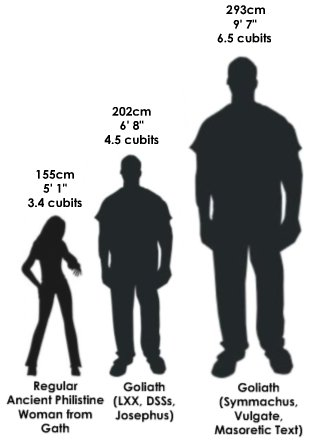 293cm
9' 7"
6.5 cubits
202cm
6' 8"
4.5 cubits
155cm
5' 1"
3.4 cubits
Regular
Ancient Philistine
Woman from
Gath
Goliath
(LXX, DSSs,
Josephus)
Goliath
(Symmachus,
Vulgate,
Masoretic Text)